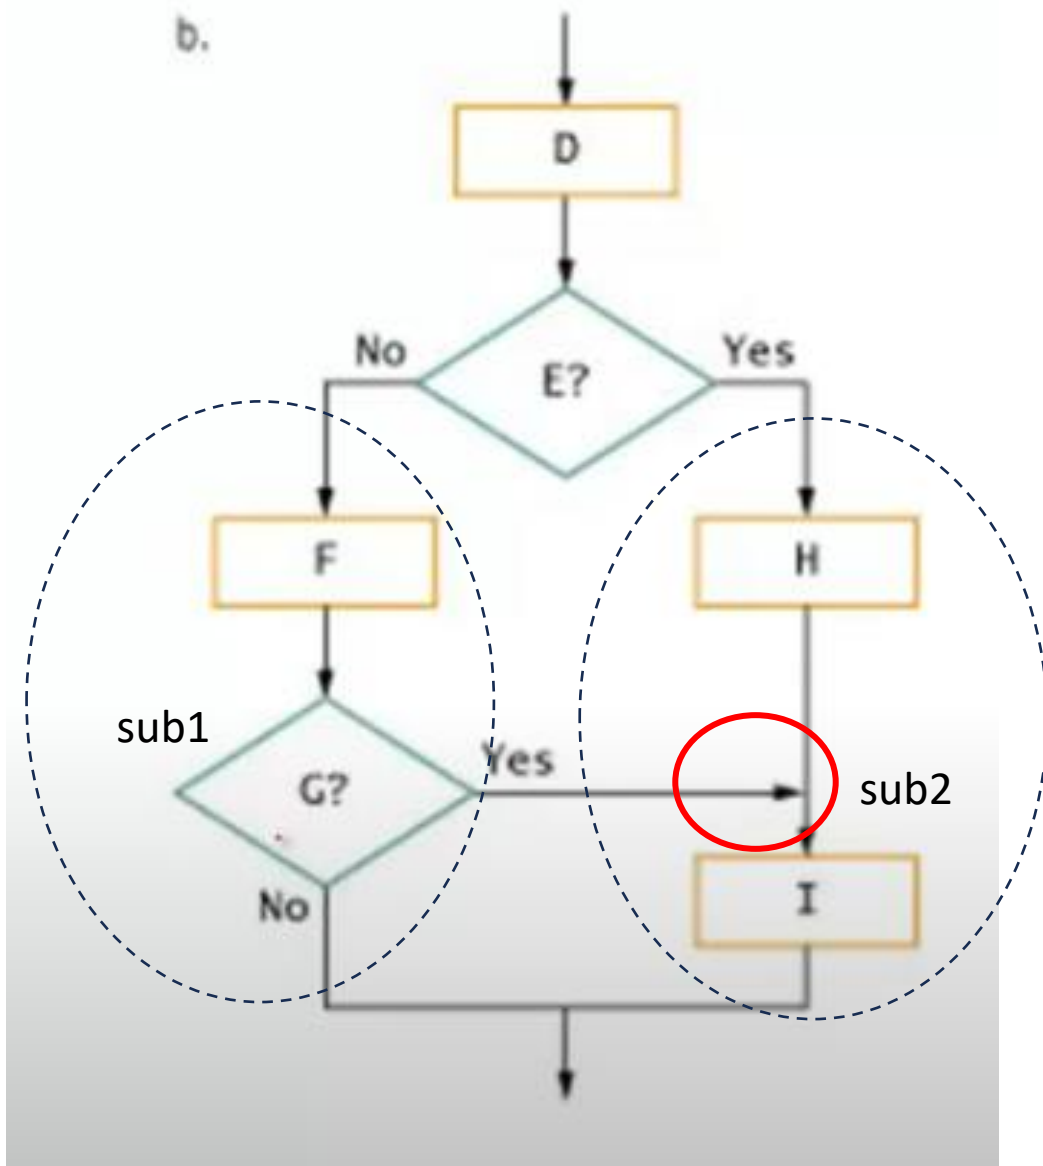 b.
D
No
Yes
E?
F
H
sub1
Yes
G?
sub2
No
I